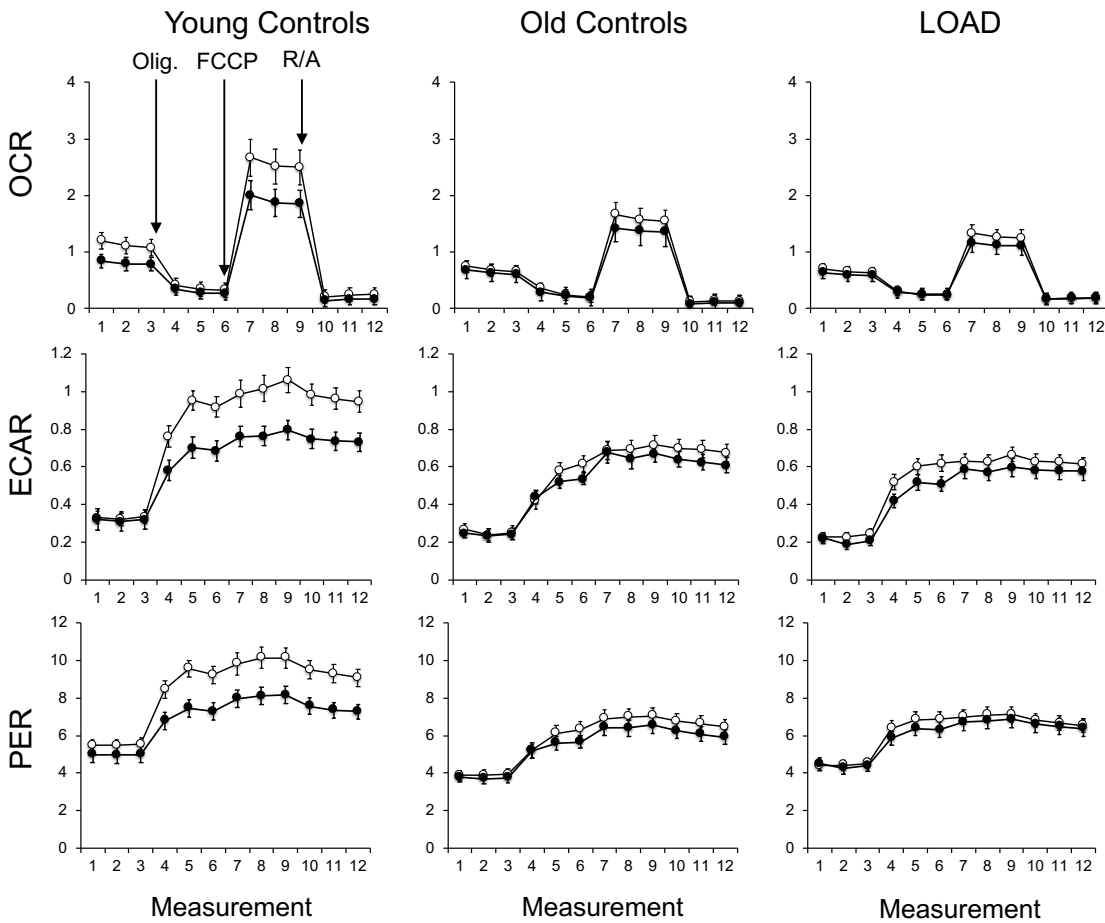 Young Controls Old Controls LOAD
Olig. FCCP R/A
OCR
4 4 4
3 3 3
2 2 2
1 1 1
0 0 0
1 2 3 4 5 6 7 8 9 10 11 12 1 2 3 4 5 6 7 8 9 10 11 12 1 2 3 4 5 6 7 8 9 10 11 12
ECAR
1.2 1.2 1.2
1 1 1
0.8 0.8 0.8
0.6 0.6 0.6
0.4 0.4 0.4
0.2 0.2 0.2
0 0 0
1 2 3 4 5 6 7 8 9 10 11 12 1 2 3 4 5 6 7 8 9 10 11 12 1 2 3 4 5 6 7 8 9 10 11 12
PER
12 12 12
10 10 10
8 8 8
6 6 6
4 4 4
2 2 2
0 0 0
1 2 3 4 5 6 7 8 9 10 11 12 1 2 3 4 5 6 7 8 9 10 11 12 1 2 3 4 5 6 7 8 9 10 11 12
Measurement Measurement Measurement